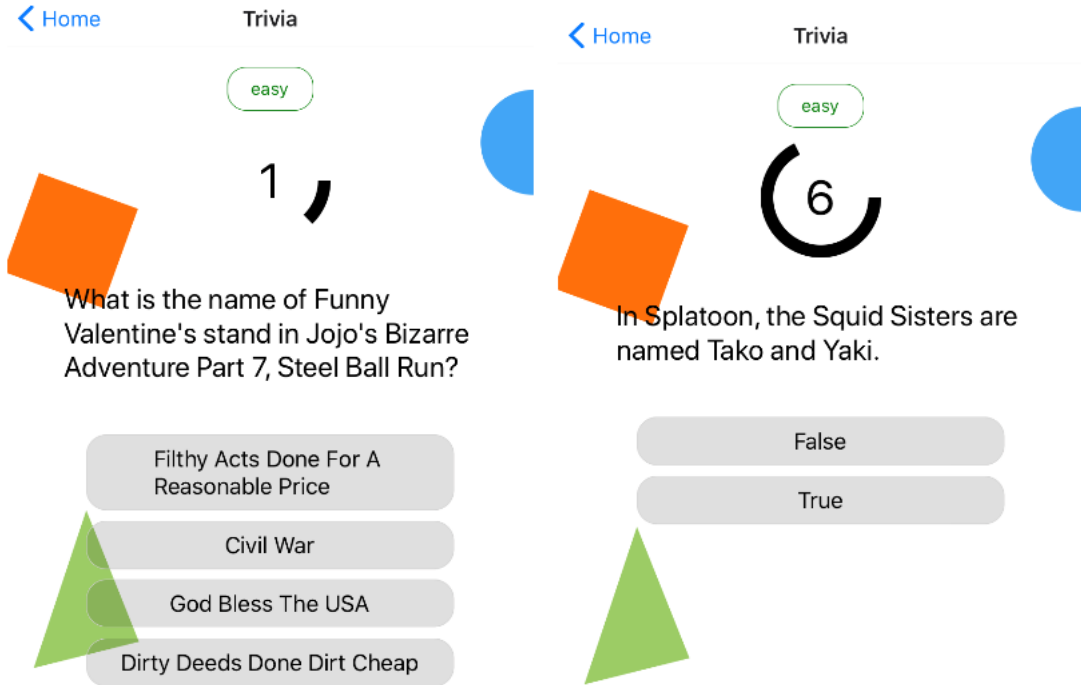 Home
Trivia
easy
1
What is the name of Funny
Valentine's stand in Jojo's Bizarre
Adventure Part 7, Steel Ball Run?
Filthy Acts Done For A
Reasonable Price
Civil War
God Bless The USA
Dirty Deeds Done Dirt Cheap
Home
Trivia
easy
6
In Splatoon, the Squid Sisters are
named Tako and Yaki.
False
True